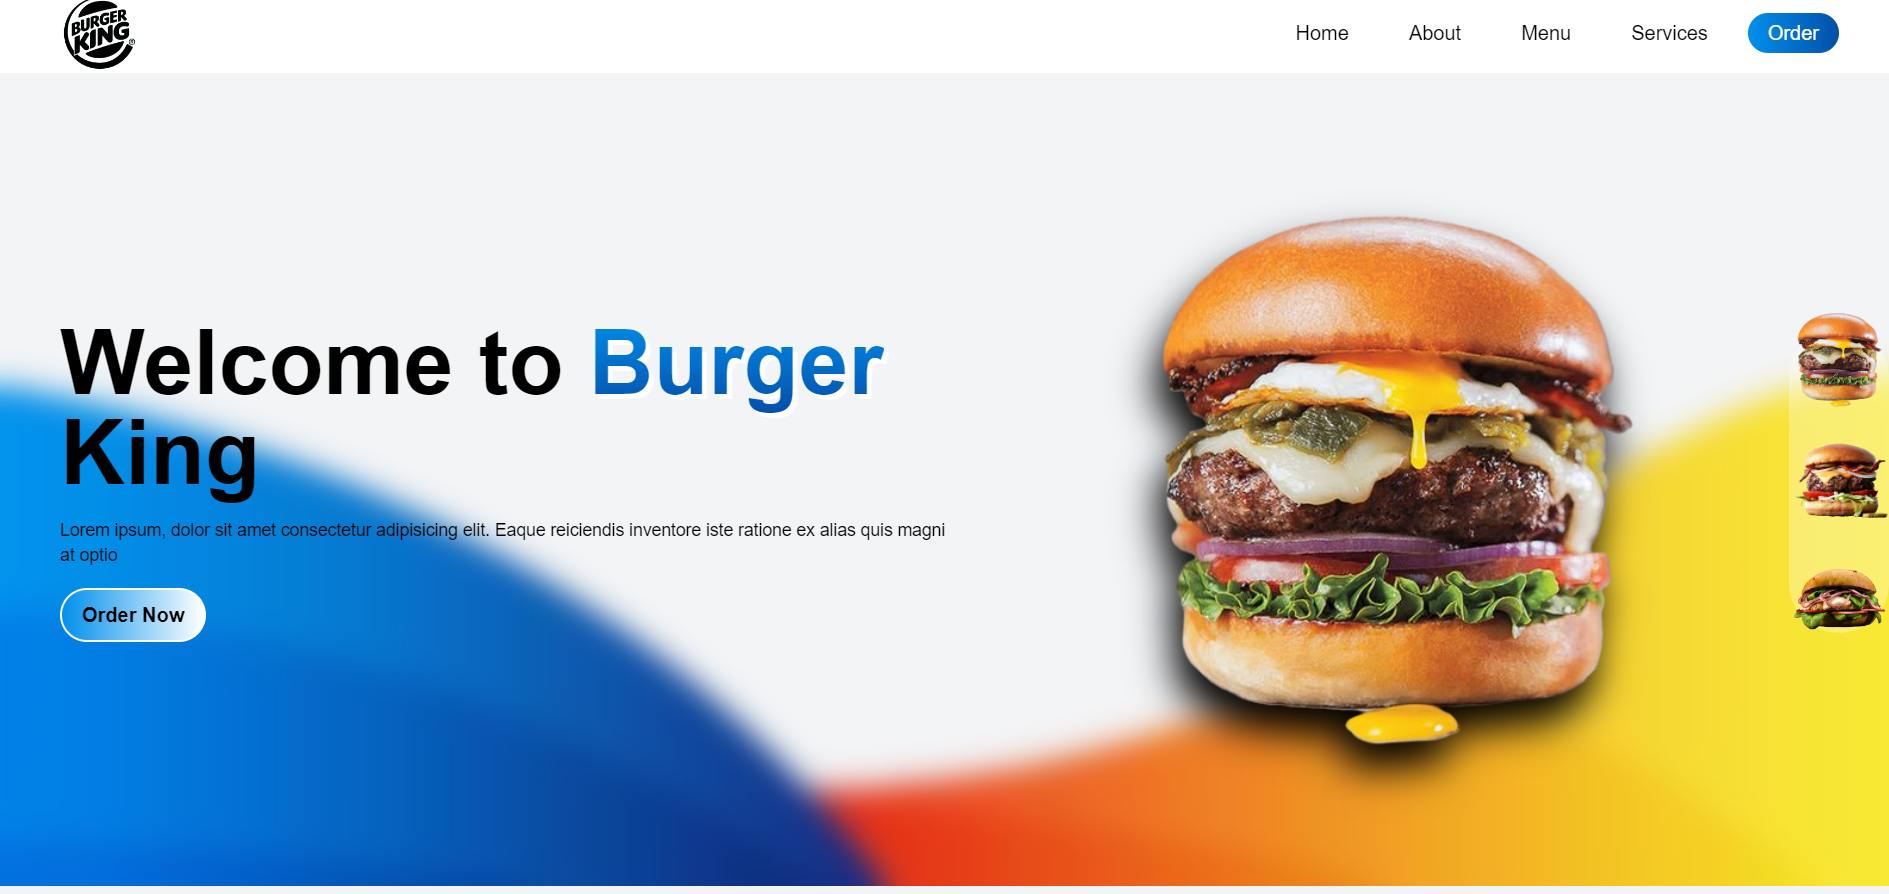 BURGER
KING®
Home About Menu Services Order
Welcome to Burger
King
Lorem ipsum, dolor sit amet consectetur adipisicing elit. Eaque reiciendis inventore iste ratione ex alias quis magni
at optio
Order Now